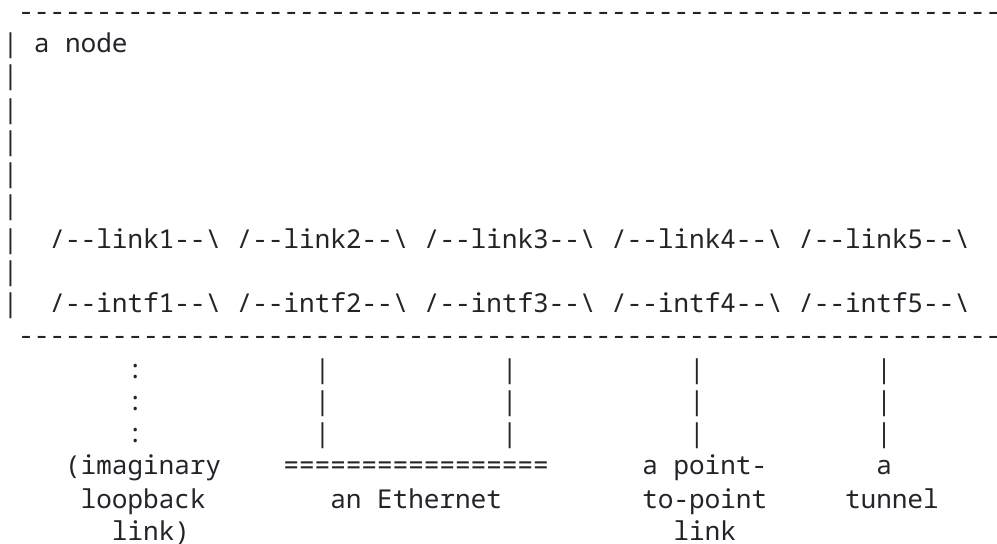 ----------------------------------------------------------------
| a node
|
|
|
|
|
|  /--link1--\ /--link2--\ /--link3--\ /--link4--\ /--link5--\
|
|  /--intf1--\ /--intf2--\ /--intf3--\ /--intf4--\ /--intf5--\
----------------------------------------------------------------
        :           |           |           |           |
        :           |           |           |           |
        :           |           |           |           |
    (imaginary    =================      a point-       a
     loopback        an Ethernet         to-point     tunnel
       link)                               link